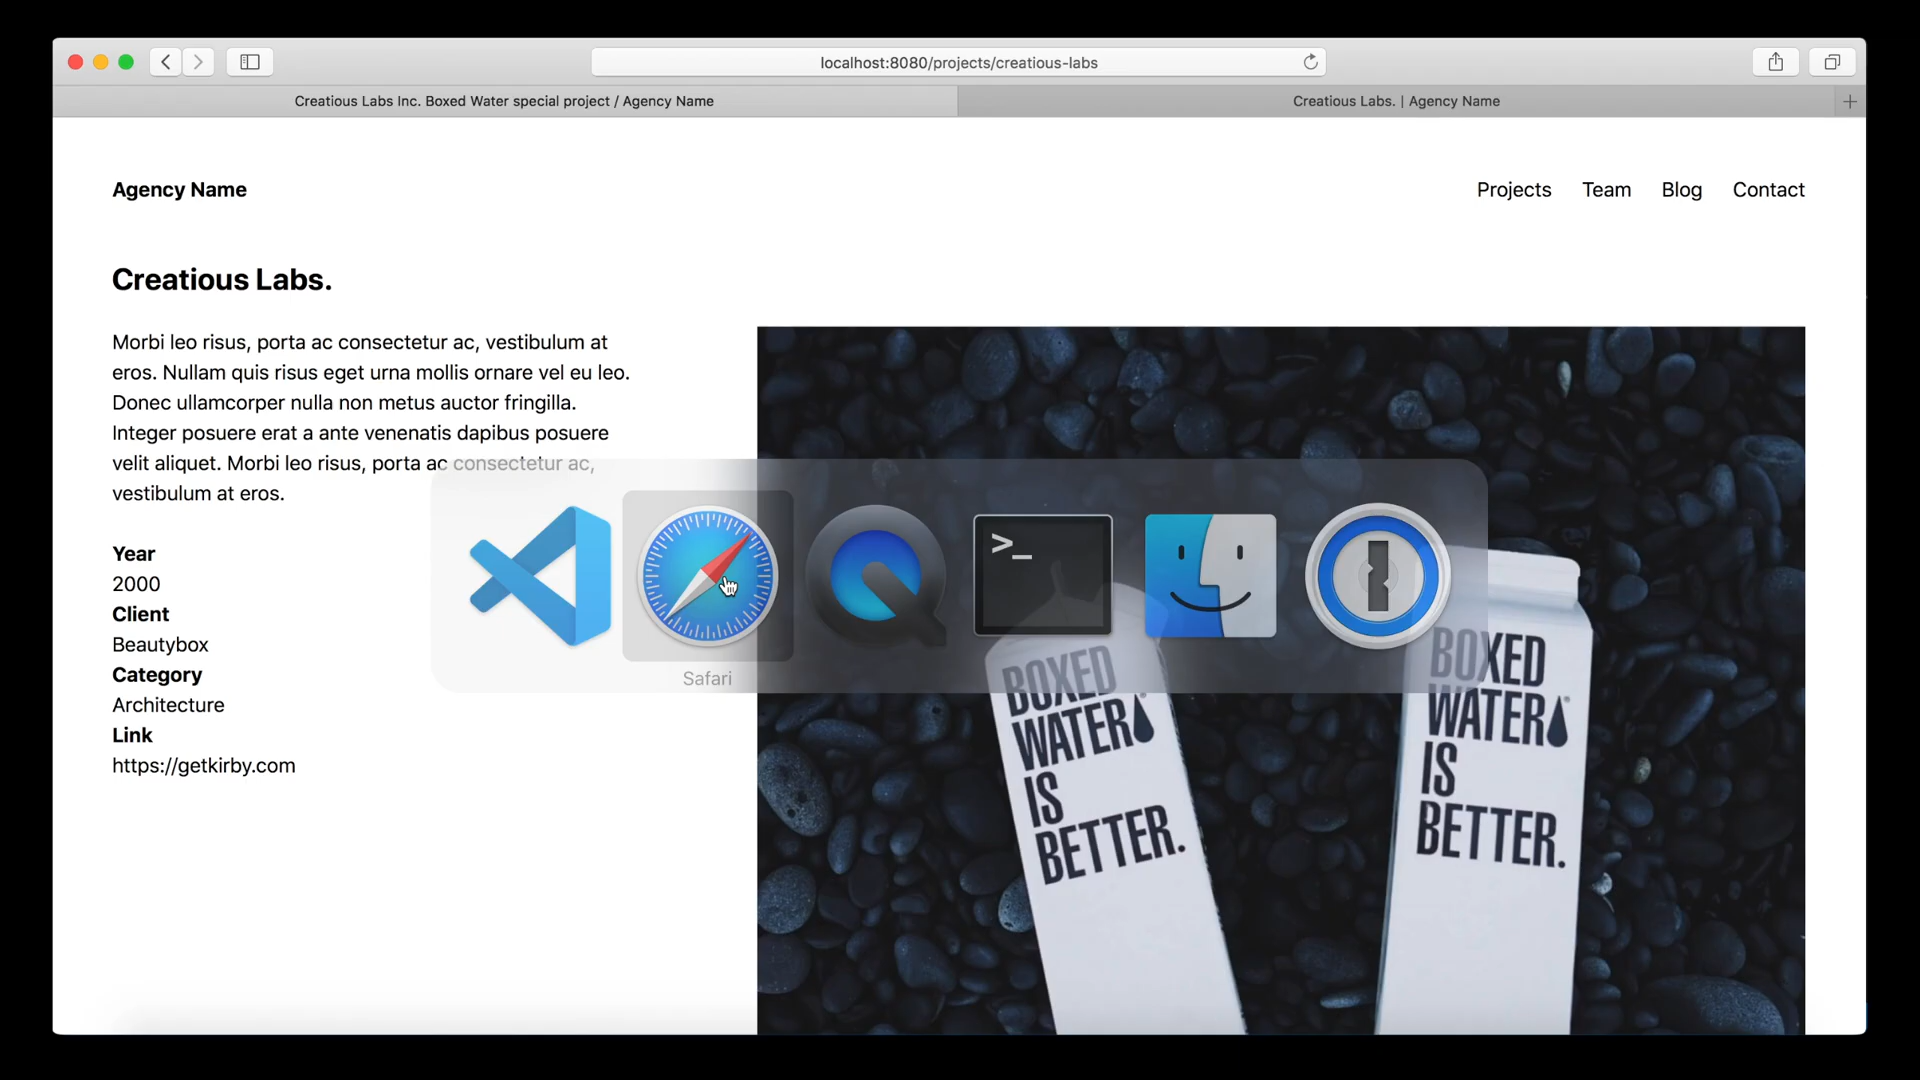 localhost:8080/projects/creatious-labs
Creatious Labs Inc. Boxed Water special project / Agency Name
Creatious Labs. | Agency Name
Agency Name
Projects
Team
Blog
Contact
Creatious Labs.
Morbi leo risus, porta ac consectetur ac, vestibulum at
eros. Nullam quis risus eget urna mollis ornare vel eu leo.
Donec ullamcorper nulla non metus auctor fringilla.
Integer posuere erat a ante venenatis dapibus posuere
velit aliquet. Morbi leo risus, porta ac consectetur ac,
vestibulum at eros.
Year
2000
Client
Beautybox
Category
Architecture
Link
https://getkirby.com
>_
Safari
BOXED
WATER
IS
BETTER.
BOXED
WATER
IS
BETTER.